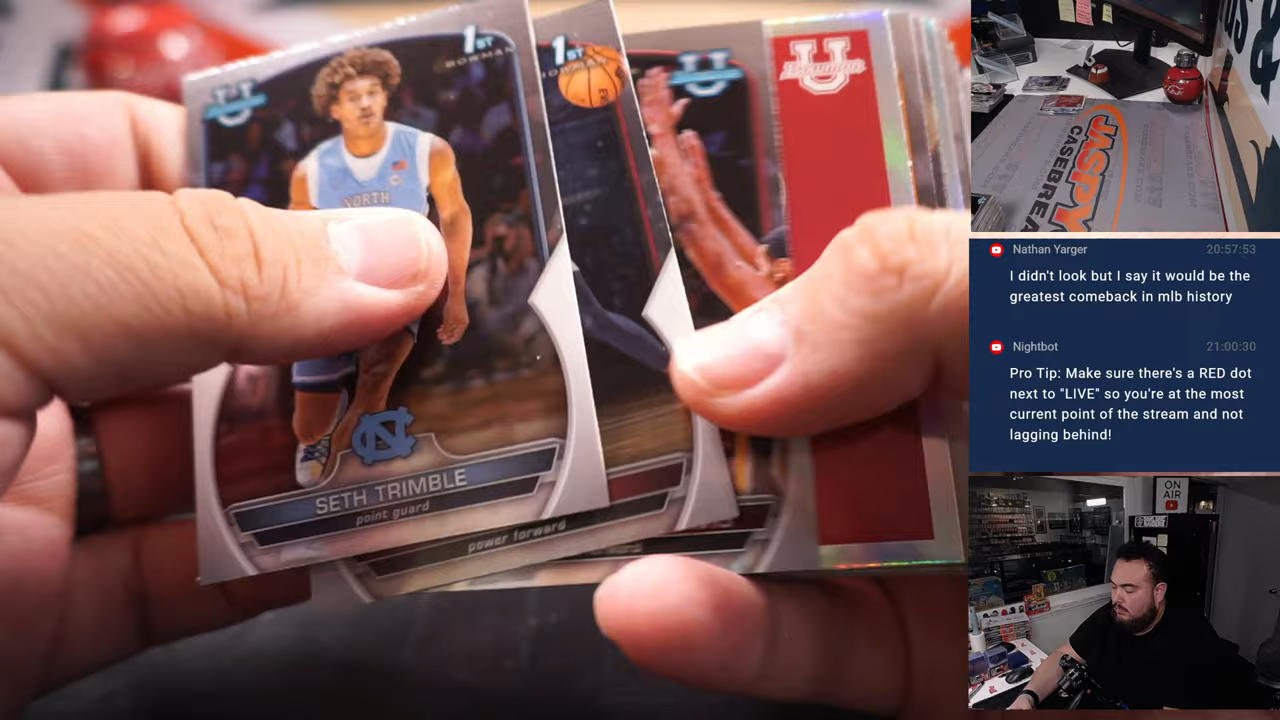 1ST
BOWMAN
1ST
U
U
U
Bowman
NORTH
NC
SETH TRIMBLE
point guard
power forward
JASPY
CASEBREA
Nathan Yarger 20:57:53
I didn't look but I say it would be the
greatest comeback in mlb history
Nightbot 21:00:30
Pro Tip: Make sure there's a RED dot
next to "LIVE" so you're at the most
current point of the stream and not
lagging behind!
ON
AIR